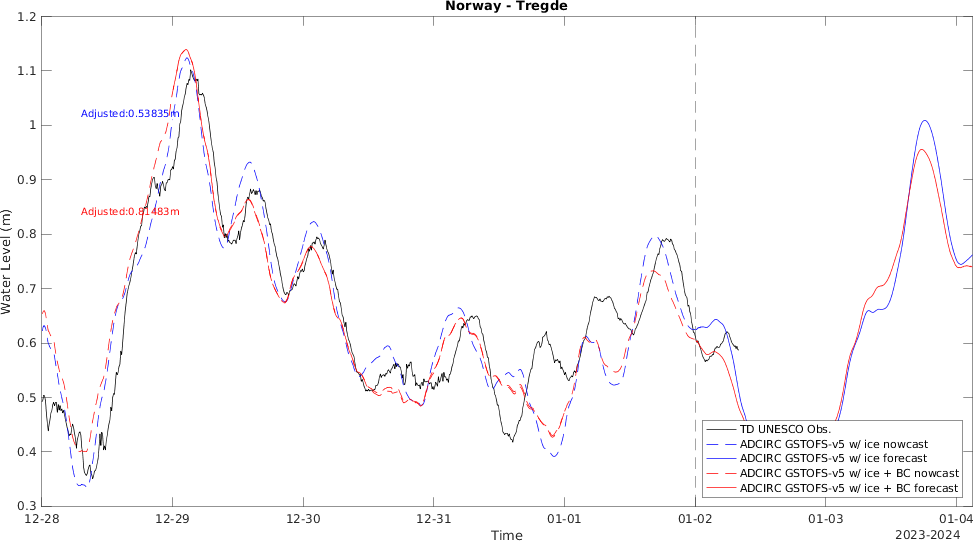 Norway - Tregde
Water Level (m)
1.2
1.1
1
0.9
0.8
0.7
0.6
0.5
0.4
0.3
Adjusted:0.53835m
Adjusted:0.81483m
TD UNESCO Obs.
ADCIRC GSTOFS-v5 w/ ice nowcast
ADCIRC GSTOFS-v5 w/ ice forecast
ADCIRC GSTOFS-v5 w/ ice + BC nowcast
ADCIRC GSTOFS-v5 w/ ice + BC forecast
12-28 12-29 12-30 12-31 01-01 01-02 01-03 01-04
Time
2023-2024